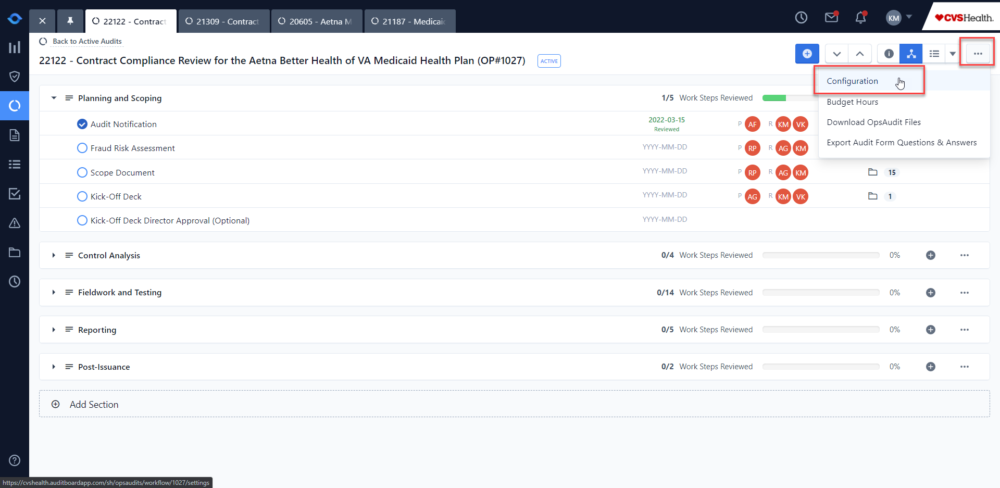 22122 - Contract
21309 - Contract
20605 - Aetna M
21187 - Medicaid
KM
CVSHealth.
Back to Active Audits
22122 - Contract Compliance Review for the Aetna Better Health of VA Medicaid Health Plan (OP#1027)
ACTIVE
Configuration
Budget Hours
Download OpsAudit Files
Export Audit Form Questions & Answers
Planning and Scoping
1/5 Work Steps Reviewed
Audit Notification
2022-03-15
Reviewed
P AF R KM VK
Fraud Risk Assessment
YYYY-MM-DD
P RP R AG KM
Scope Document
YYYY-MM-DD
P RP R AG KM
15
Kick-Off Deck
YYYY-MM-DD
P AG R KM VK
1
Kick-Off Deck Director Approval (Optional)
YYYY-MM-DD
Control Analysis
0/4 Work Steps Reviewed
0%
Fieldwork and Testing
0/14 Work Steps Reviewed
0%
Reporting
0/5 Work Steps Reviewed
0%
Post-Issuance
0/2 Work Steps Reviewed
0%
Add Section
https://cvshealth.auditboardapp.com/sh/opsaudits/workflow/1027/settings